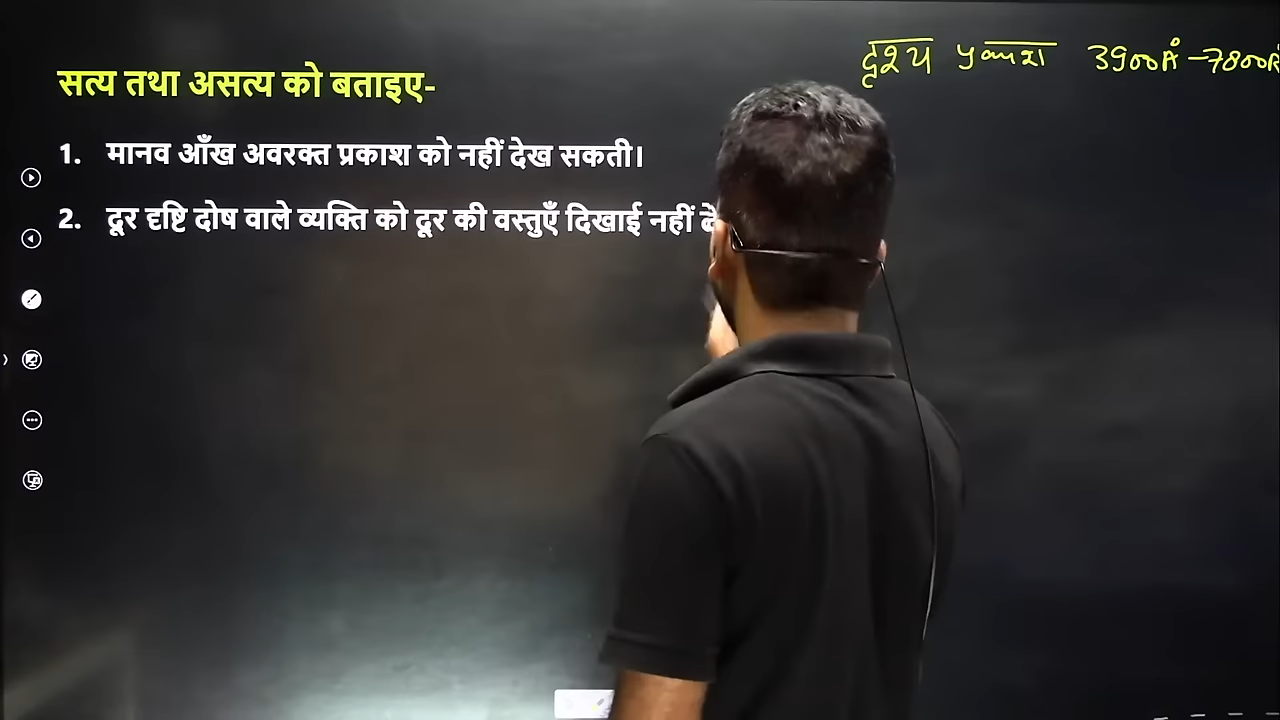 दृश्य प्रकाश 3900Å – 7800Å
सत्य तथा असत्य को बताइए-
1. मानव आँख अवरक्त प्रकाश को नहीं देख सकती।
2. दूर दृष्टि दोष वाले व्यक्ति को दूर की वस्तुएँ दिखाई नहीं